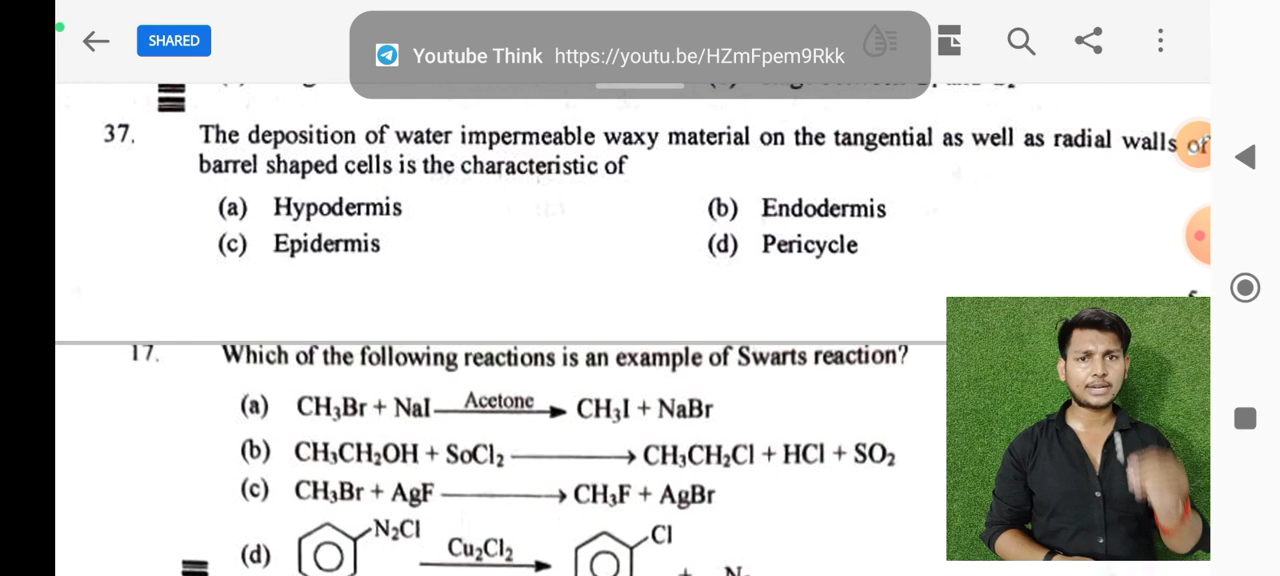 SHARED
Youtube Think https://youtu.be/HZmFpem9Rkk
37. The deposition of water impermeable waxy material on the tangential as well as radial walls of
barrel shaped cells is the characteristic of
(a) Hypodermis (b) Endodermis
(c) Epidermis (d) Pericycle
17. Which of the following reactions is an example of Swarts reaction?
(a) CH₃Br + NaI Acetone → CH₃I + NaBr
(b) CH₃CH₂OH + SoCl₂ → CH₃CH₂Cl + HCl + SO₂
(c) CH₃Br + AgF → CH₃F + AgBr
(d) N₂Cl Cu₂Cl₂ → Cl +